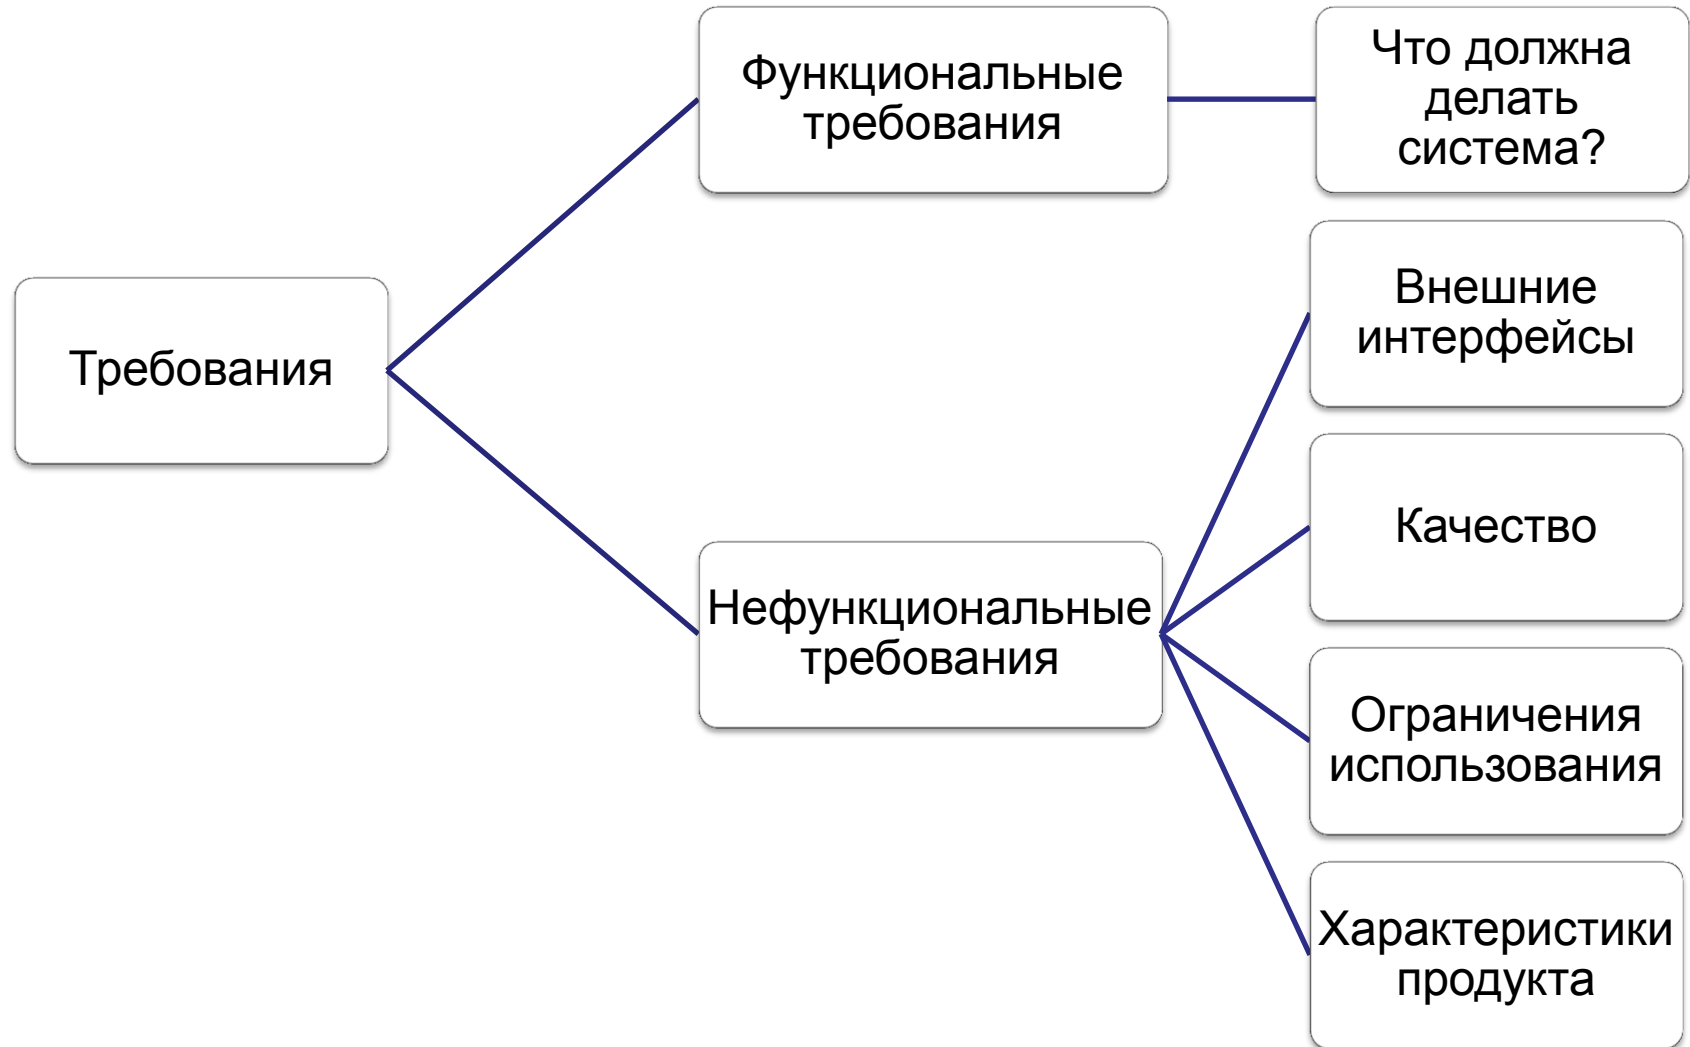 Функциональные
требования
Что должна
делать
система?
Требования
Внешние
интерфейсы
Качество
Нефункциональные
требования
Ограничения
использования
Характеристики
продукта